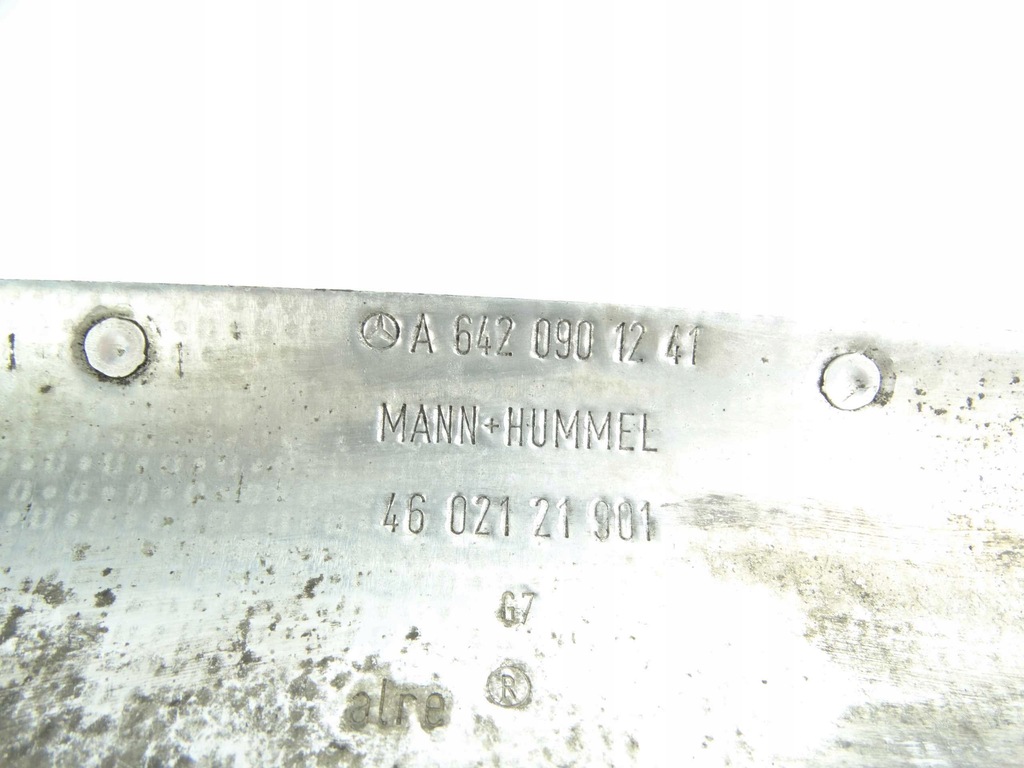 A 642 090 12 41
MANN+HUMMEL
46 021 21 901
G7
alre ®